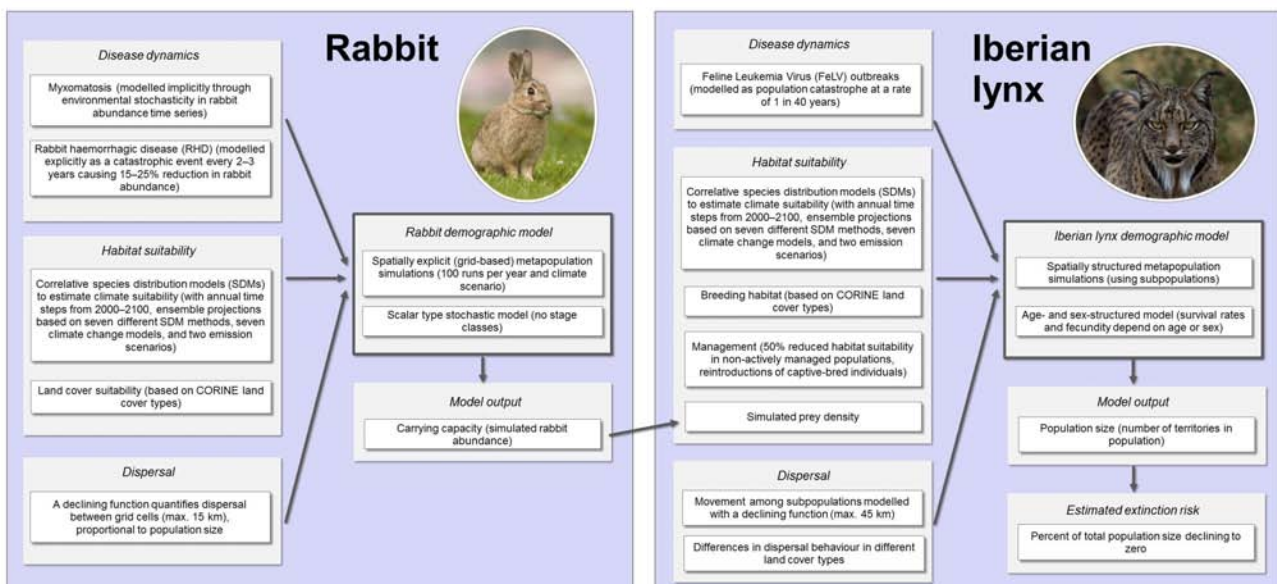 Rabbit
Disease dynamics
Myxomatosis (modelled implicitly through
environmental stochasticity in rabbit
abundance time series)
Rabbit haemorrhagic disease (RHD) (modelled
explicitly as a catastrophic event every 2–3
years causing 15–25% reduction in rabbit
abundance)
Habitat suitability
Correlative species distribution models (SDMs)
to estimate climate suitability (with annual time
steps from 2000–2100, ensemble projections
based on seven different SDM methods, seven
climate change models, and two emission
scenarios)
Land cover suitability (based on CORINE land
cover types)
Dispersal
A declining function quantifies dispersal
between grid cells (max. 15 km),
proportional to population size
Rabbit demographic model
Spatially explicit (grid-based) metapopulation
simulations (100 runs per year and climate
scenario)
Scalar type stochastic model (no stage
classes)
Model output
Carrying capacity (simulated rabbit
abundance)
Iberian
lynx
Disease dynamics
Feline Leukemia Virus (FeLV) outbreaks
(modelled as population catastrophe at a rate
of 1 in 40 years)
Habitat suitability
Correlative species distribution models (SDMs)
to estimate climate suitability (with annual time
steps from 2000–2100, ensemble projections
based on seven different SDM methods, seven
climate change models, and two emission
scenarios)
Breeding habitat (based on CORINE land
cover types)
Management (50% reduced habitat suitability
in non-actively managed populations,
reintroductions of captive-bred individuals)
Simulated prey density
Dispersal
Movement among subpopulations modelled
with a declining function (max. 45 km)
Differences in dispersal behaviour in different
land cover types
Iberian lynx demographic model
Spatially structured metapopulation
simulations (using subpopulations)
Age- and sex-structured model (survival rates
and fecundity depend on age or sex)
Model output
Population size (number of territories in
population)
Estimated extinction risk
Percent of total population size declining to
zero